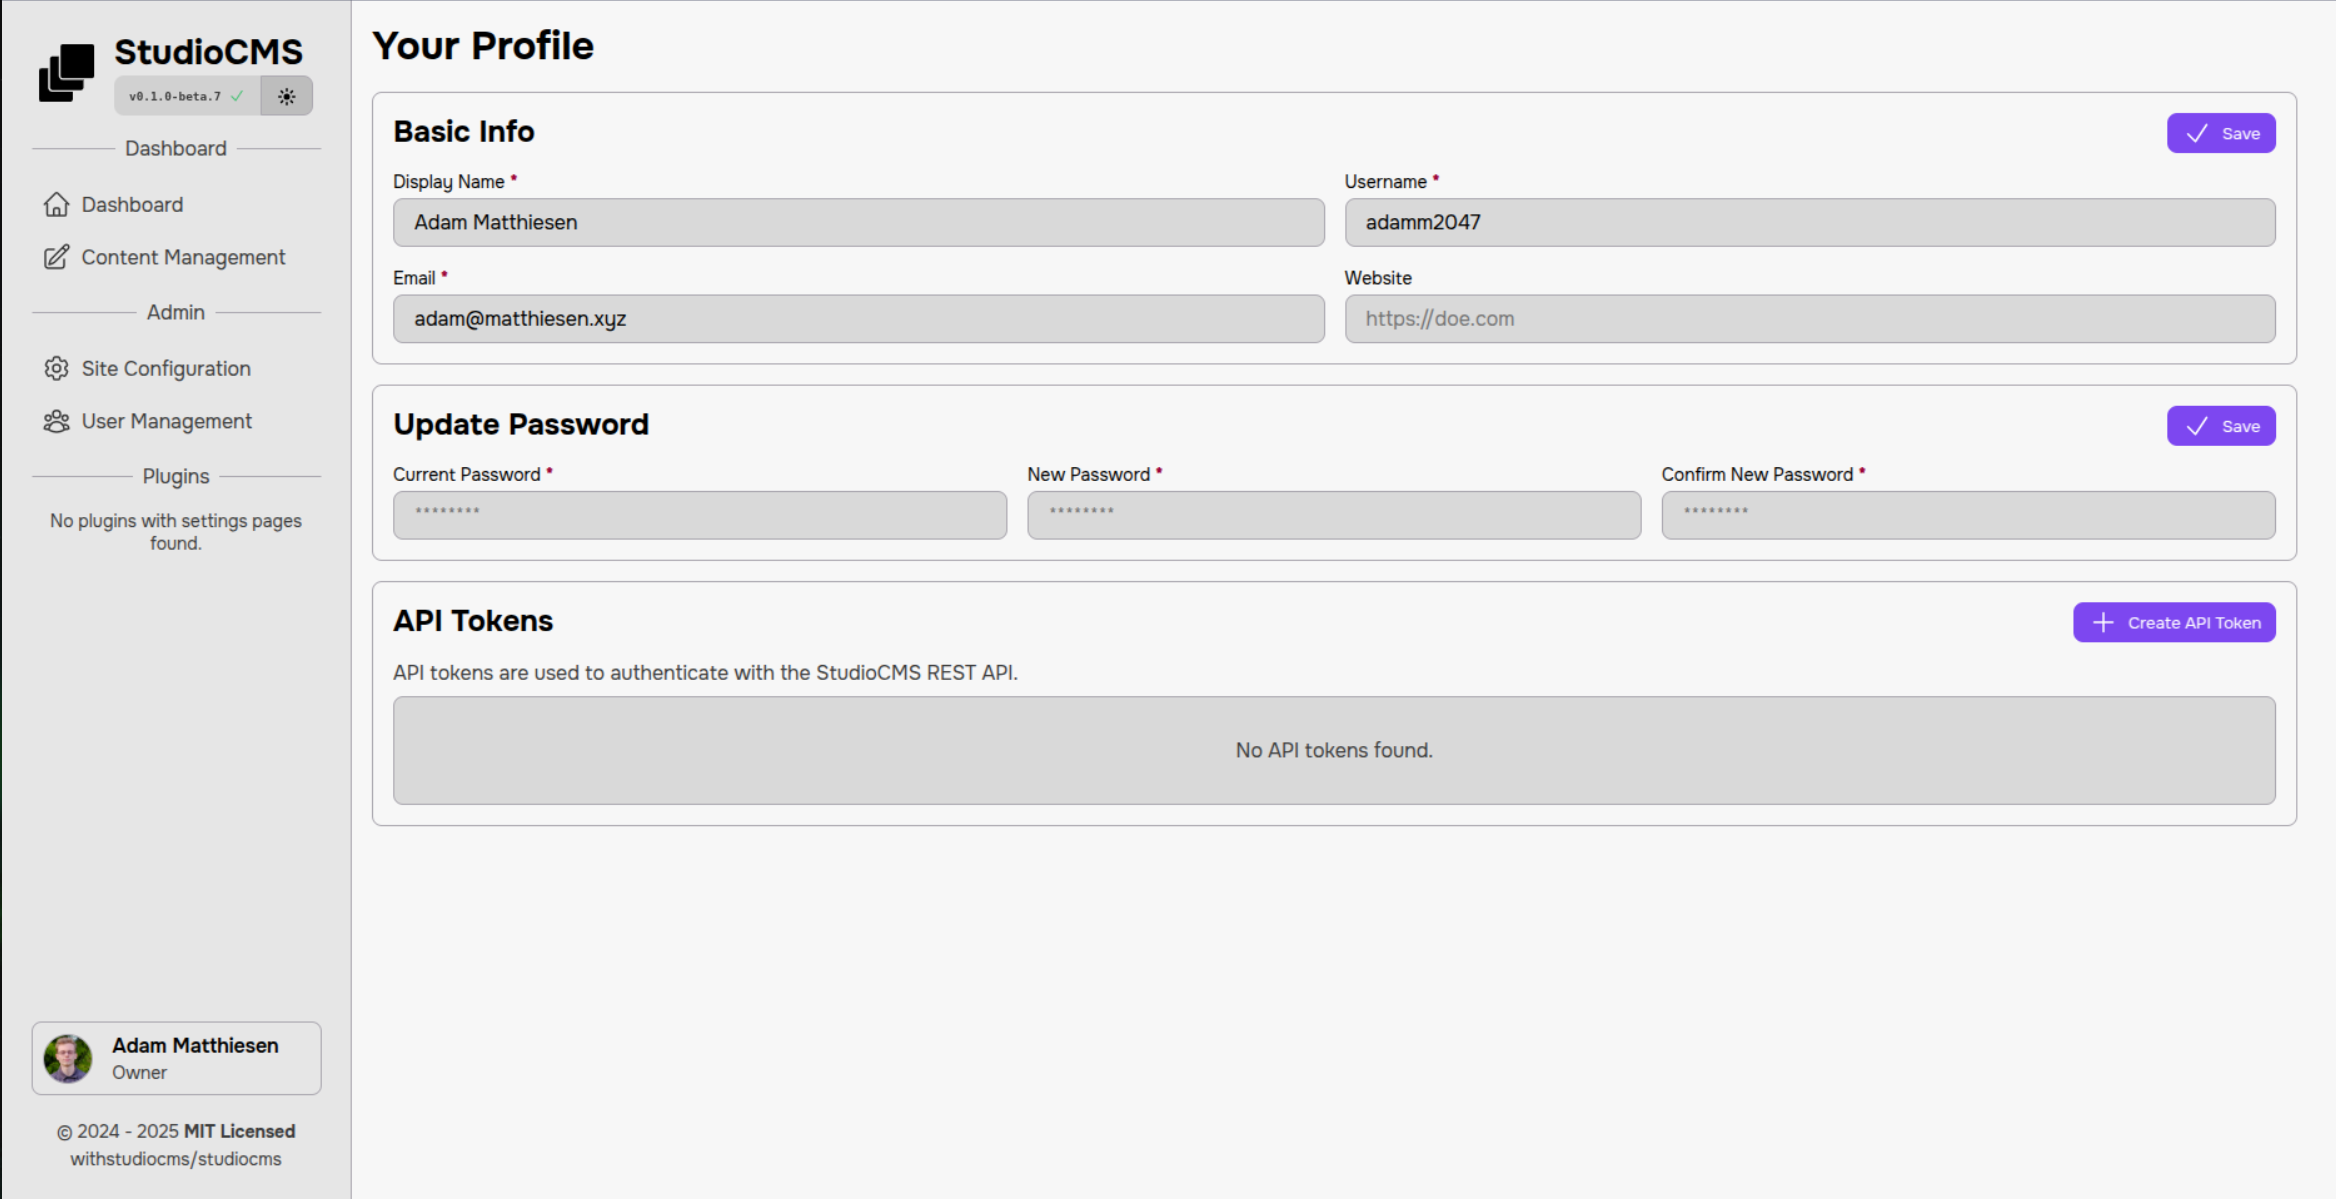 StudioCMS
v0.1.0-beta.7
Dashboard
Dashboard
Content Management
Admin
Site Configuration
User Management
Plugins
No plugins with settings pages
found.
Adam Matthiesen
Owner
© 2024 - 2025 MIT Licensed
withstudiocms/studiocms
Your Profile
Basic Info
Save
Display Name *
Username *
Adam Matthiesen
adamm2047
Email *
Website
adam@matthiesen.xyz
https://doe.com
Update Password
Save
Current Password *
New Password *
Confirm New Password *
********
********
********
API Tokens
Create API Token
API tokens are used to authenticate with the StudioCMS REST API.
No API tokens found.